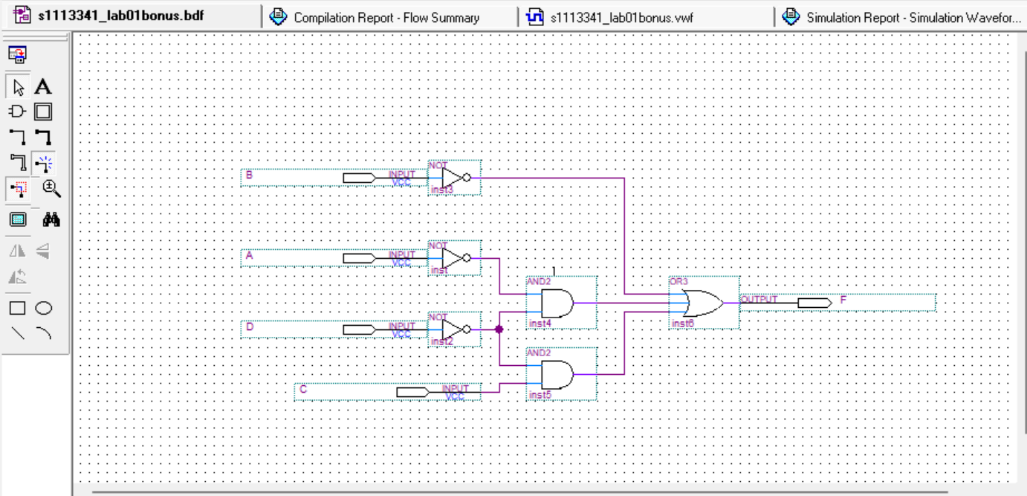 s1113341_lab01bonus.bdf
Compilation Report - Flow Summary
s1113341_lab01bonus.vwf
Simulation Report - Simulation Wavefor...
A
B
INPUT
VCC
NOT
inst3
A
INPUT
VCC
NOT
inst
1
AND2
inst4
OR3
inst6
OUTPUT
F
D
INPUT
VCC
NOT
inst2
AND2
inst5
C
INPUT
VCC